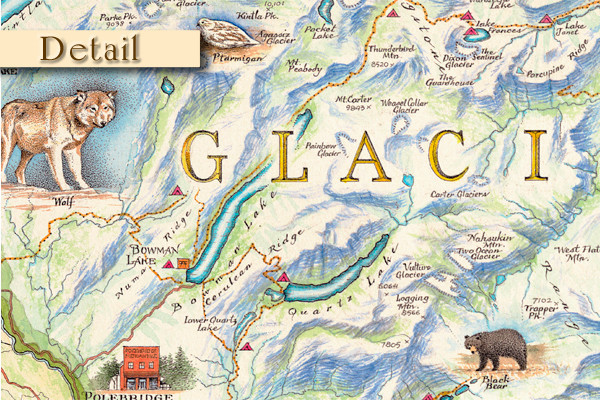 Detail
Parke Pk.
9038
Kintla Pk.
Agassiz
Glacier
Ptarmigan
Pocket
Lake
Mt.
Peabody
Thunderbird
Mtn
8520
Lake
Frances
Dixon
Glacier
The
Sentinel
The
Guardhouse
Lake
Janet
Porcupine Ridge
Mt. Carter
9843
Weasel Collar
Glacier
Rainbow
Glacier
GLACI
Wolf
Carter Glaciers
Numa Ridge
BOWMAN
LAKE
Bowman Lake
Cerulean Ridge
Quartz Lake
Lower Quartz
Lake
Vulture
Glacier
Nahsukin
Mtn.
Two Ocean
Glacier
West Flat
Mtn.
Logging
Mtn.
8566
7102
Trapper
Pk.
Range
7805
Black
Bear
POLEBRIDGE